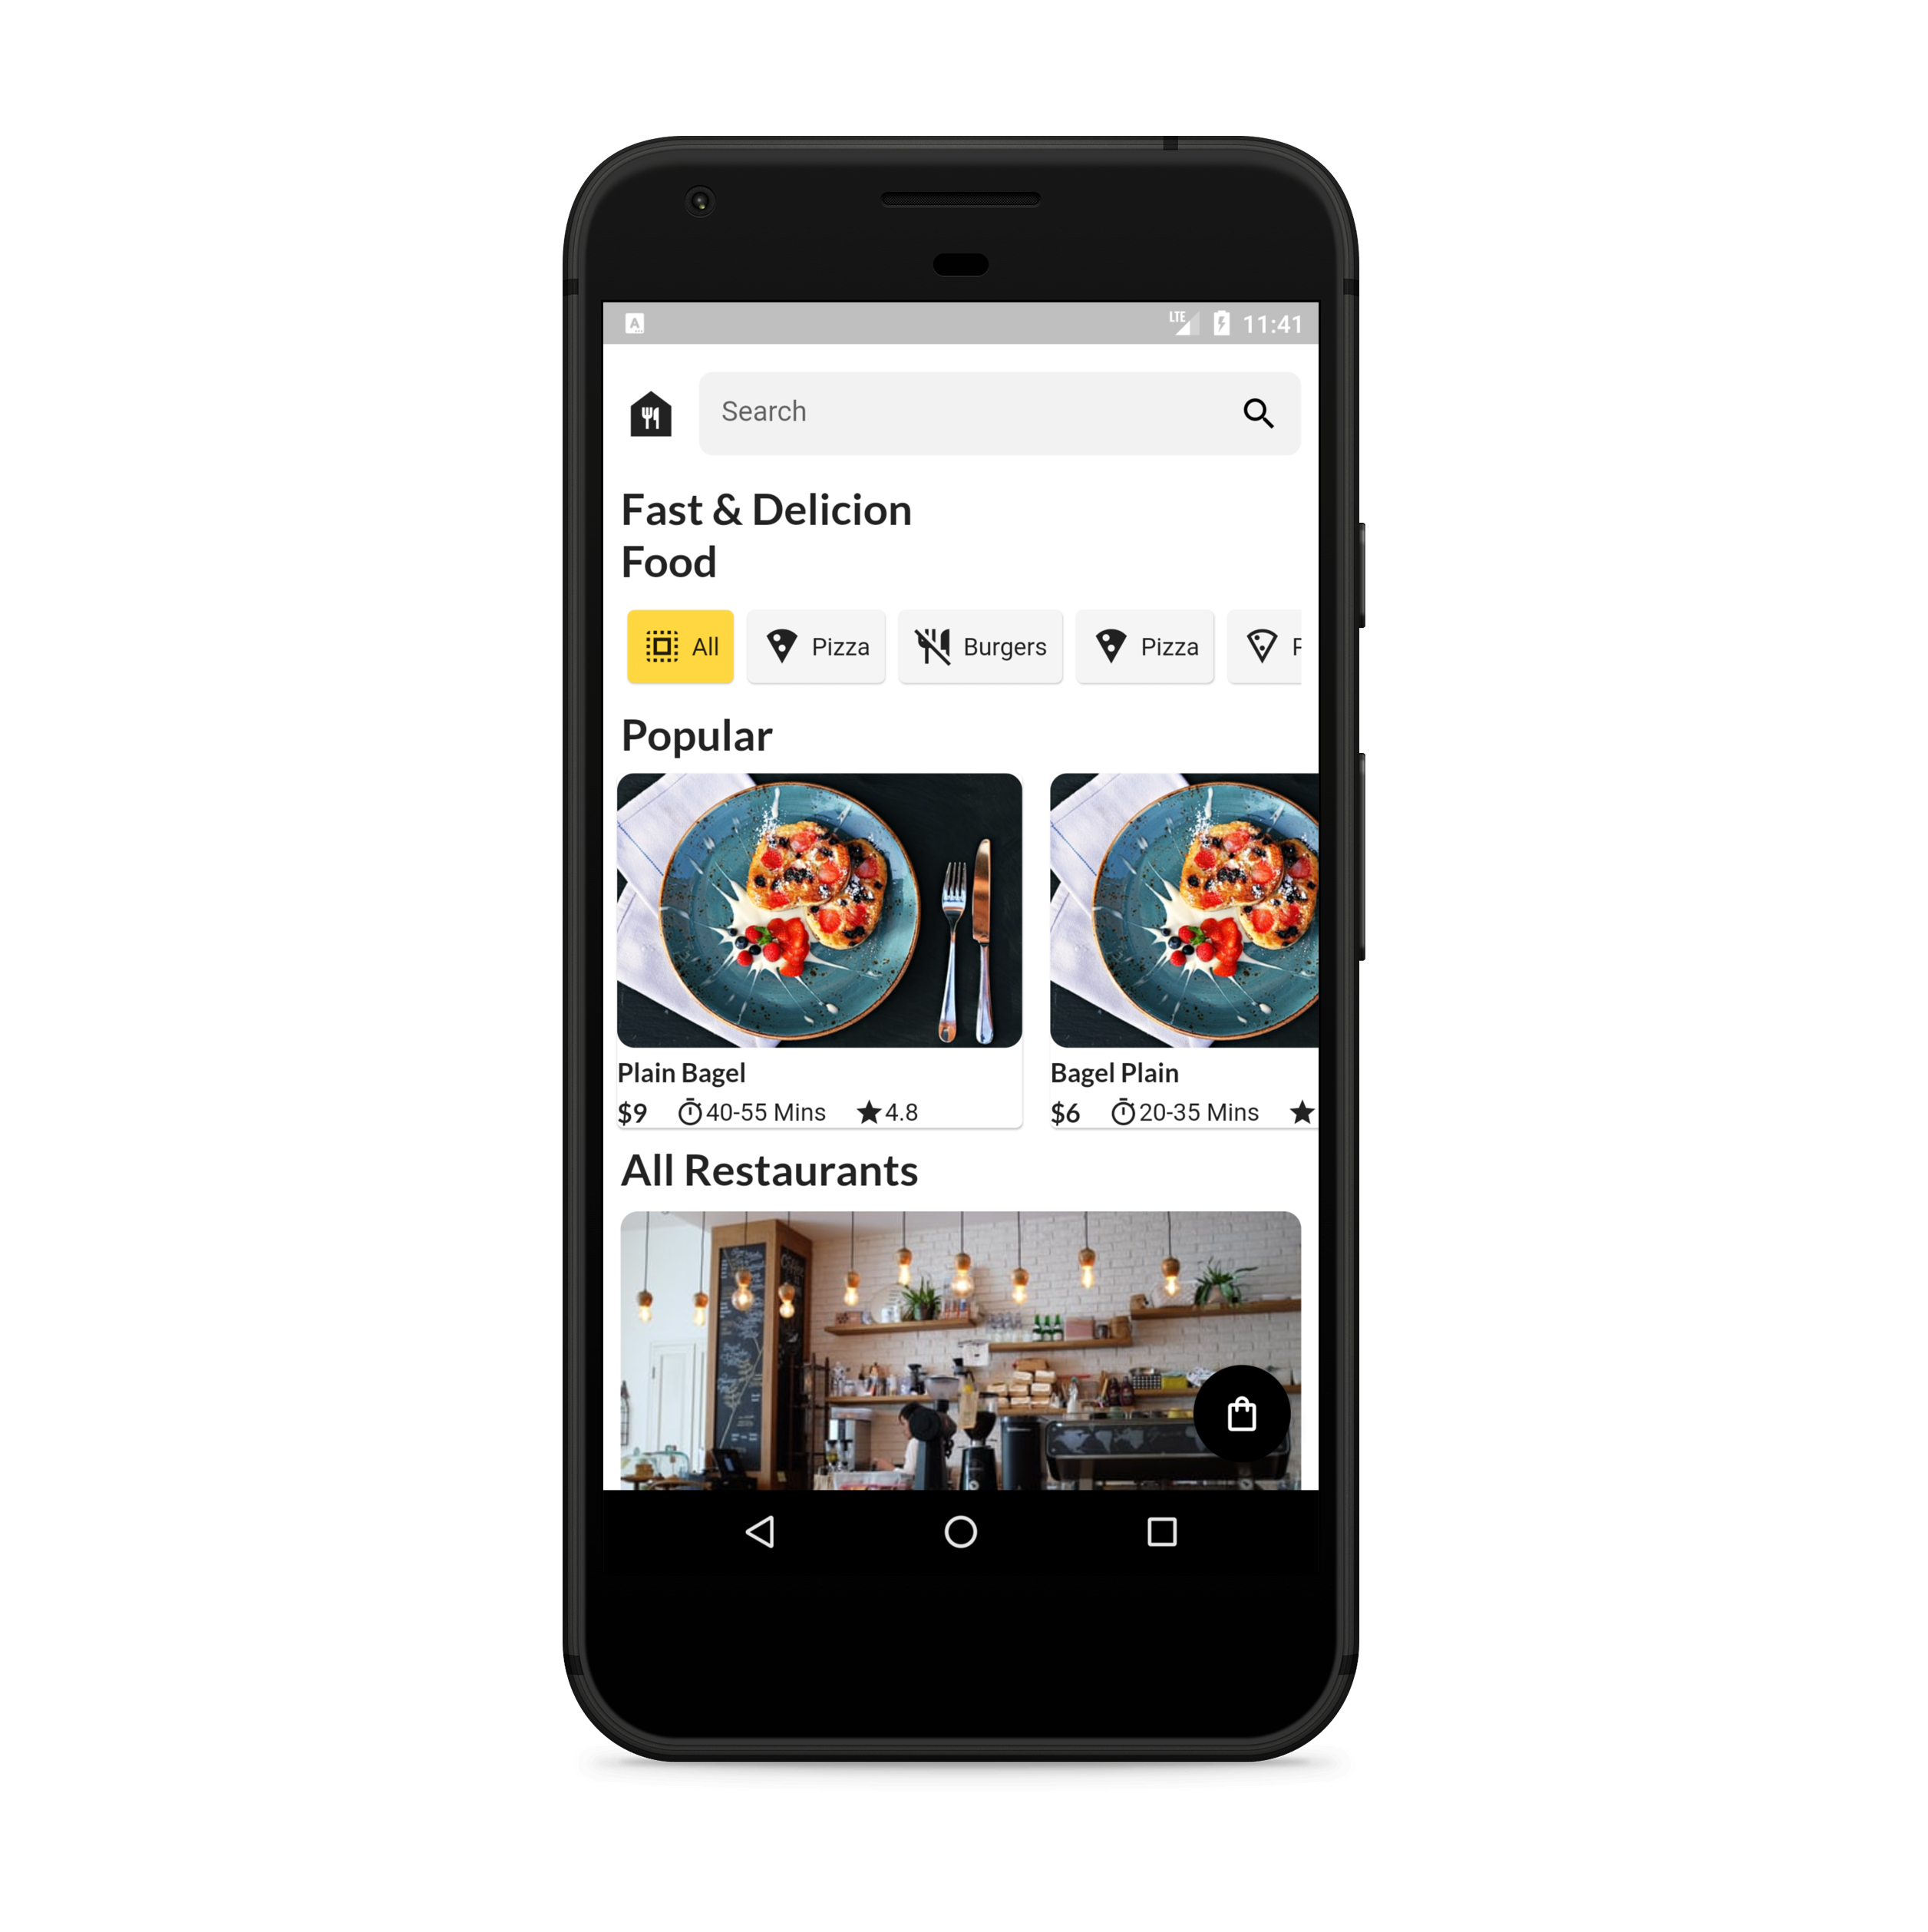 LTE 11:41
Search
Fast & Delicion
Food
All Pizza Burgers Pizza
Popular
Plain Bagel Bagel Plain
$9 40-55 Mins 4.8 $6 20-35 Mins
All Restaurants